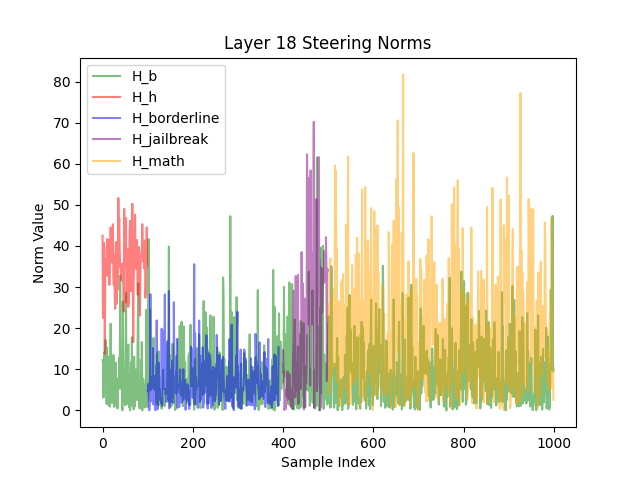 Layer 18 Steering Norms
H_b
H_h
H_borderline
H_jailbreak
H_math
Norm Value
80
70
60
50
40
30
20
10
0
0
200
400
600
800
1000
Sample Index